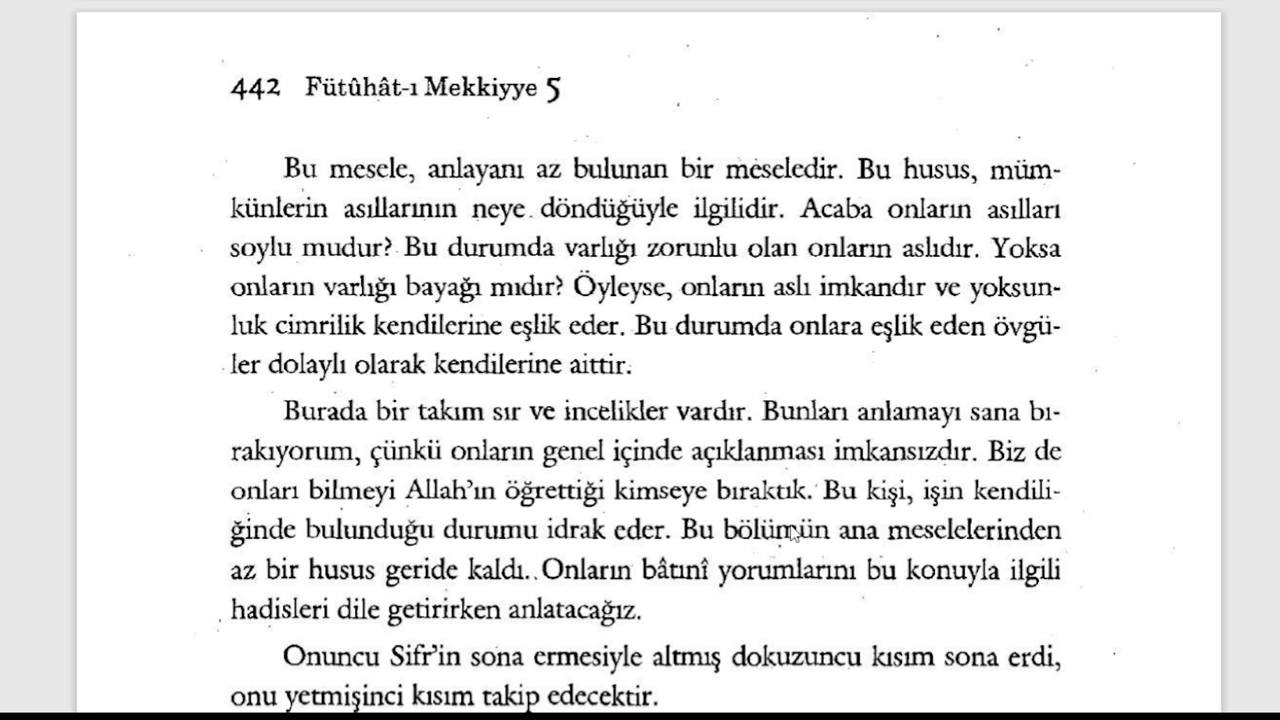 442 Fütûhât-ı Mekkiyye 5
Bu mesele, anlayanı az bulunan bir meseledir. Bu husus, müm-
künlerin asıllarının neye döndüğüyle ilgilidir. Acaba onların asılları
soylu mudur? Bu durumda varlığı zorunlu olan onların aslıdır. Yoksa
onların varlığı bayağı mıdır? Öyleyse, onların aslı imkandır ve yoksun-
luk cimrilik kendilerine eşlik eder. Bu durumda onlara eşlik eden övgü-
ler dolaylı olarak kendilerine aittir.
Burada bir takım sır ve incelikler vardır. Bunları anlamayı sana bı-
rakıyorum, çünkü onların genel içinde açıklanması imkansızdır. Biz de
onları bilmeyi Allah'ın öğrettiği kimseye bıraktık. Bu kişi, işin kendili-
ğinde bulunduğu durumu idrak eder. Bu bölümün ana meselelerinden
az bir husus geride kaldı. Onların bâtınî yorumlarını bu konuyla ilgili
hadisleri dile getirirken anlatacağız.
Onuncu Sifr'in sona ermesiyle altmış dokuzuncu kısım sona erdi,
onu yetmişinci kısım takip edecektir.